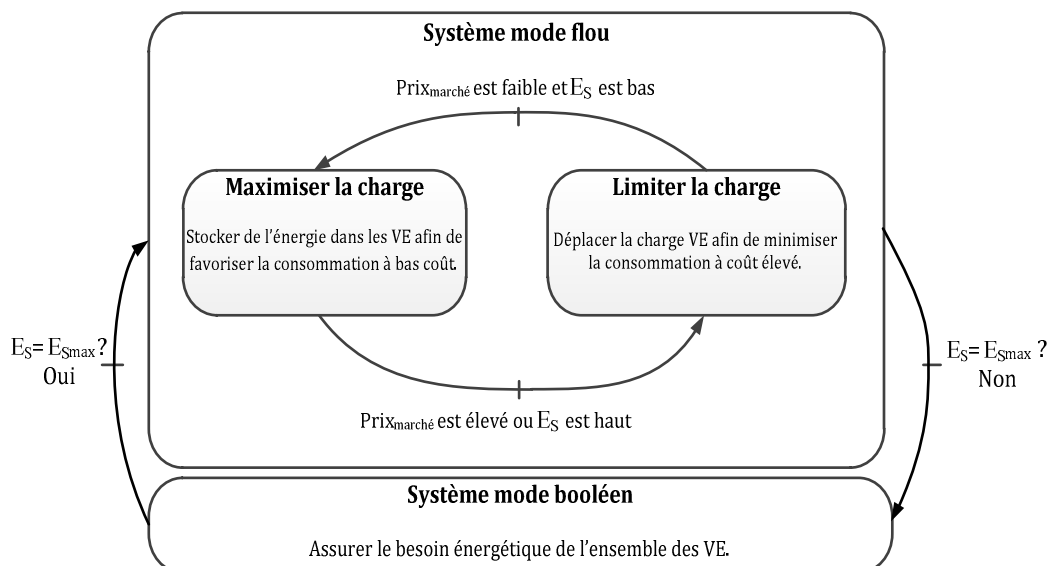 Système mode flou
Prixmarché est faible et ES est bas
Maximiser la charge
Stocker de l'énergie dans les VE afin de
favoriser la consommation à bas coût.
Limiter la charge
Déplacer la charge VE afin de minimiser
la consommation à coût élevé.
ES= ESmax ?
Oui
ES= ESmax ?
Non
Prixmarché est élevé ou ES est haut
Système mode booléen
Assurer le besoin énergétique de l'ensemble des VE.